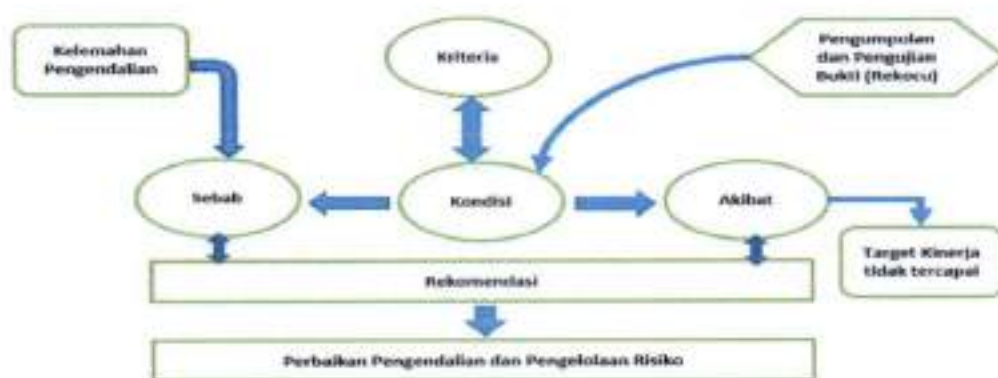 Kelemahan
Pengendalian
Kriteria
Pengumpulan
dan Pengujian
Bukti (Rekocu)
Sebab
Kondisi
Akibat
Target Kinerja
tidak tercapai
Rekomendasi
Perbaikan Pengendalian dan Pengelolaan Risiko